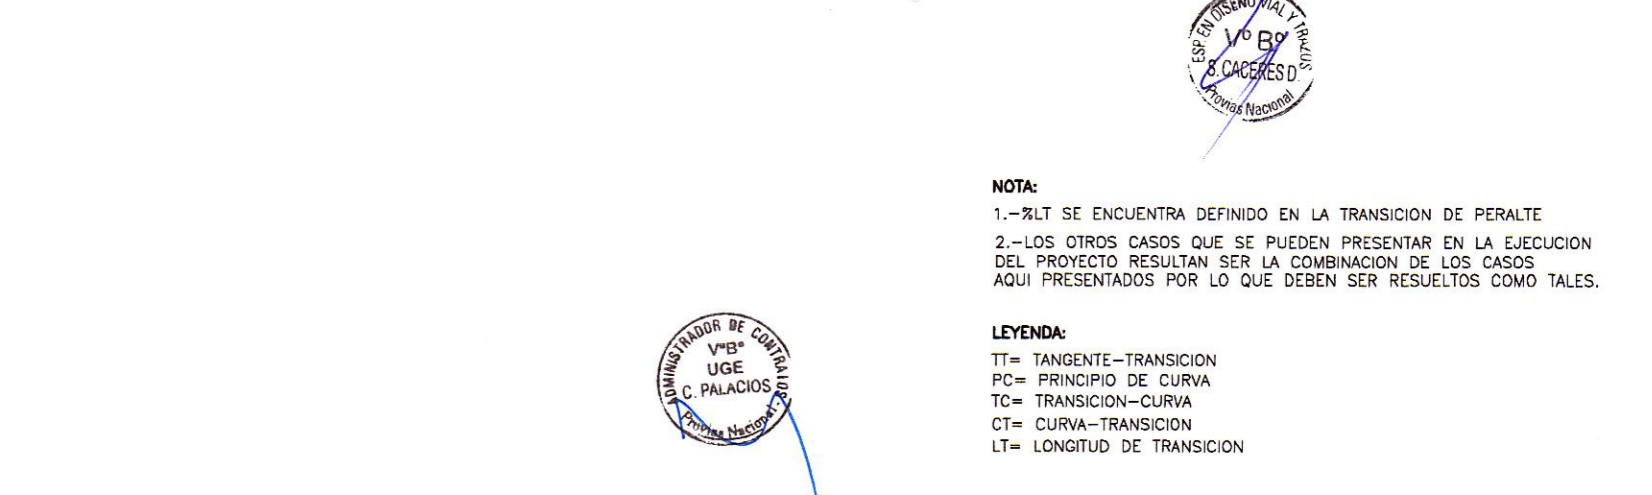 ESP. EN DISEÑO VIAL Y TRAZOS
VºBº
S. CACERES D.
Provias Nacional
NOTA:
1.-%LT SE ENCUENTRA DEFINIDO EN LA TRANSICION DE PERALTE
2.-LOS OTROS CASOS QUE SE PUEDEN PRESENTAR EN LA EJECUCION
DEL PROYECTO RESULTAN SER LA COMBINACION DE LOS CASOS
AQUI PRESENTADOS POR LO QUE DEBEN SER RESUELTOS COMO TALES.
ADMINISTRADOR DE CONTRATOS
VºBº
UGE
C. PALACIOS
Provias Nacional
LEYENDA:
TT= TANGENTE-TRANSICION
PC= PRINCIPIO DE CURVA
TC= TRANSICION-CURVA
CT= CURVA-TRANSICION
LT= LONGITUD DE TRANSICION